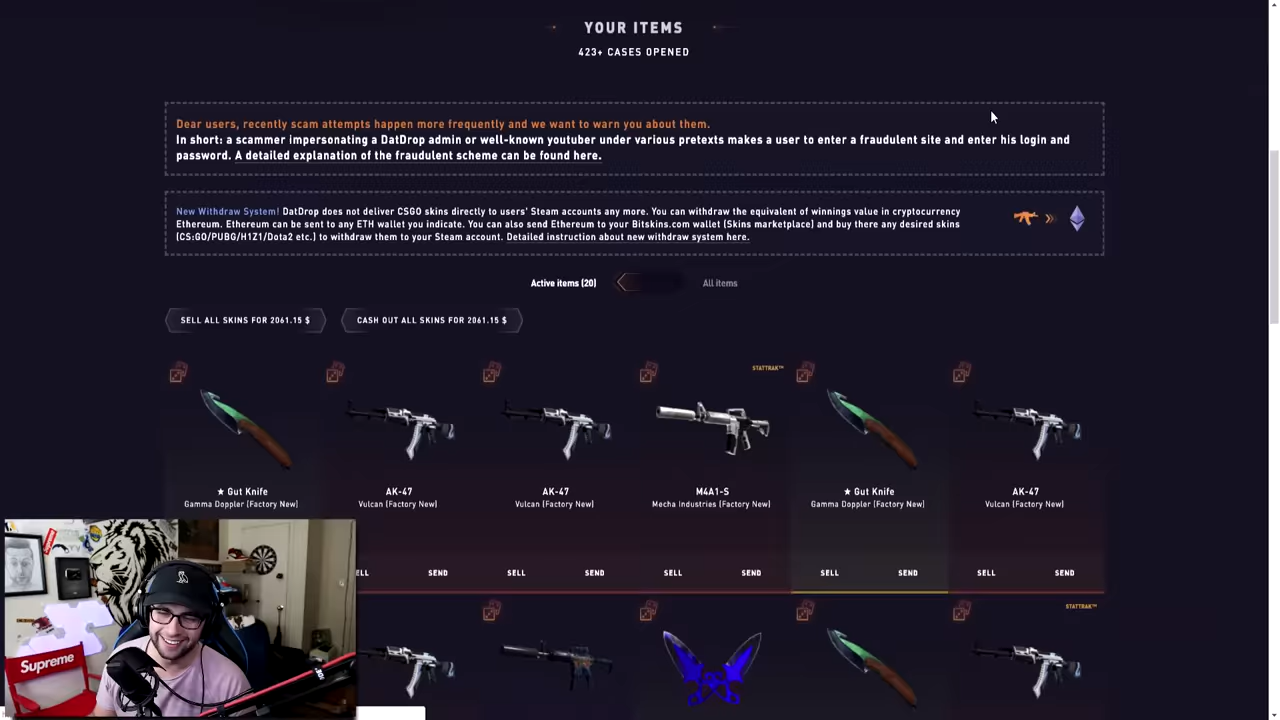 YOUR ITEMS
423+ CASES OPENED
Dear users, recently scam attempts happen more frequently and we want to warn you about them.
In short: a scammer impersonating a DatDrop admin or well-known youtuber under various pretexts makes a user to enter a fraudulent site and enter his login and
password. A detailed explanation of the fraudulent scheme can be found here.
New Withdraw System! DatDrop does not deliver CSGO skins directly to users' Steam accounts any more. You can withdraw the equivalent of winnings value in cryptocurrency
Ethereum. Ethereum can be sent to any ETH wallet you indicate. You can also send Ethereum to your Bitskins.com wallet (Skins marketplace) and buy there any desired skins
(CS:GO/PUBG/H1Z1/Dota2 etc.) to withdraw them to your Steam account. Detailed instruction about new withdraw system here.
Active items (20) All items
SELL ALL SKINS FOR 2061.15 $ CASH OUT ALL SKINS FOR 2061.15 $
STATTRAK™
★ Gut Knife AK-47 AK-47 M4A1-S ★ Gut Knife AK-47
Gamma Doppler (Factory New) Vulcan (Factory New) Vulcan (Factory New) Mecha Industries (Factory New) Gamma Doppler (Factory New) Vulcan (Factory New)
SEND SELL SEND SELL SEND SELL SEND SELL SEND
STATTRAK™
Supreme